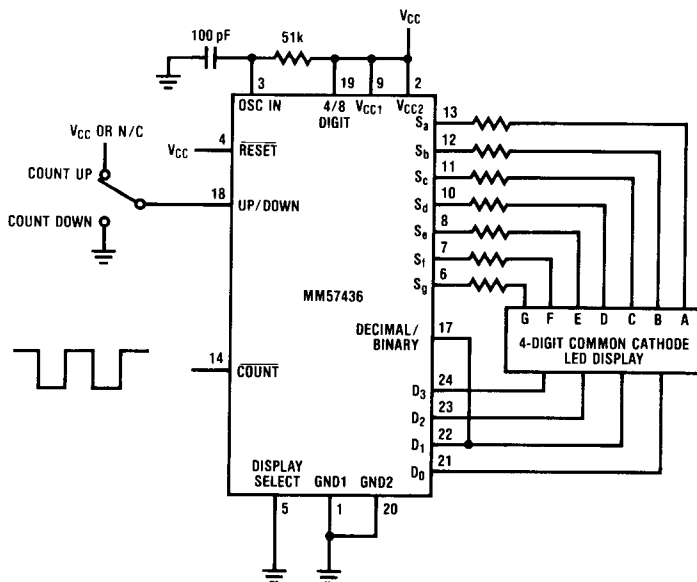 VCC
100 pF
51k
3
19
9
2
OSC IN
4/8 DIGIT
VCC1
VCC2
13
Sa
12
Sb
11
Sc
10
Sd
8
Se
7
Sf
6
Sg
VCC OR N/C
COUNT UP
COUNT DOWN
VCC
4
RESET
18
UP/DOWN
MM57436
G F E D C B A
4-DIGIT COMMON CATHODE
LED DISPLAY
DECIMAL/
BINARY
17
14
COUNT
D3
24
D2
23
D1
22
D0
21
DISPLAY
SELECT
GND1
GND2
5
1
20